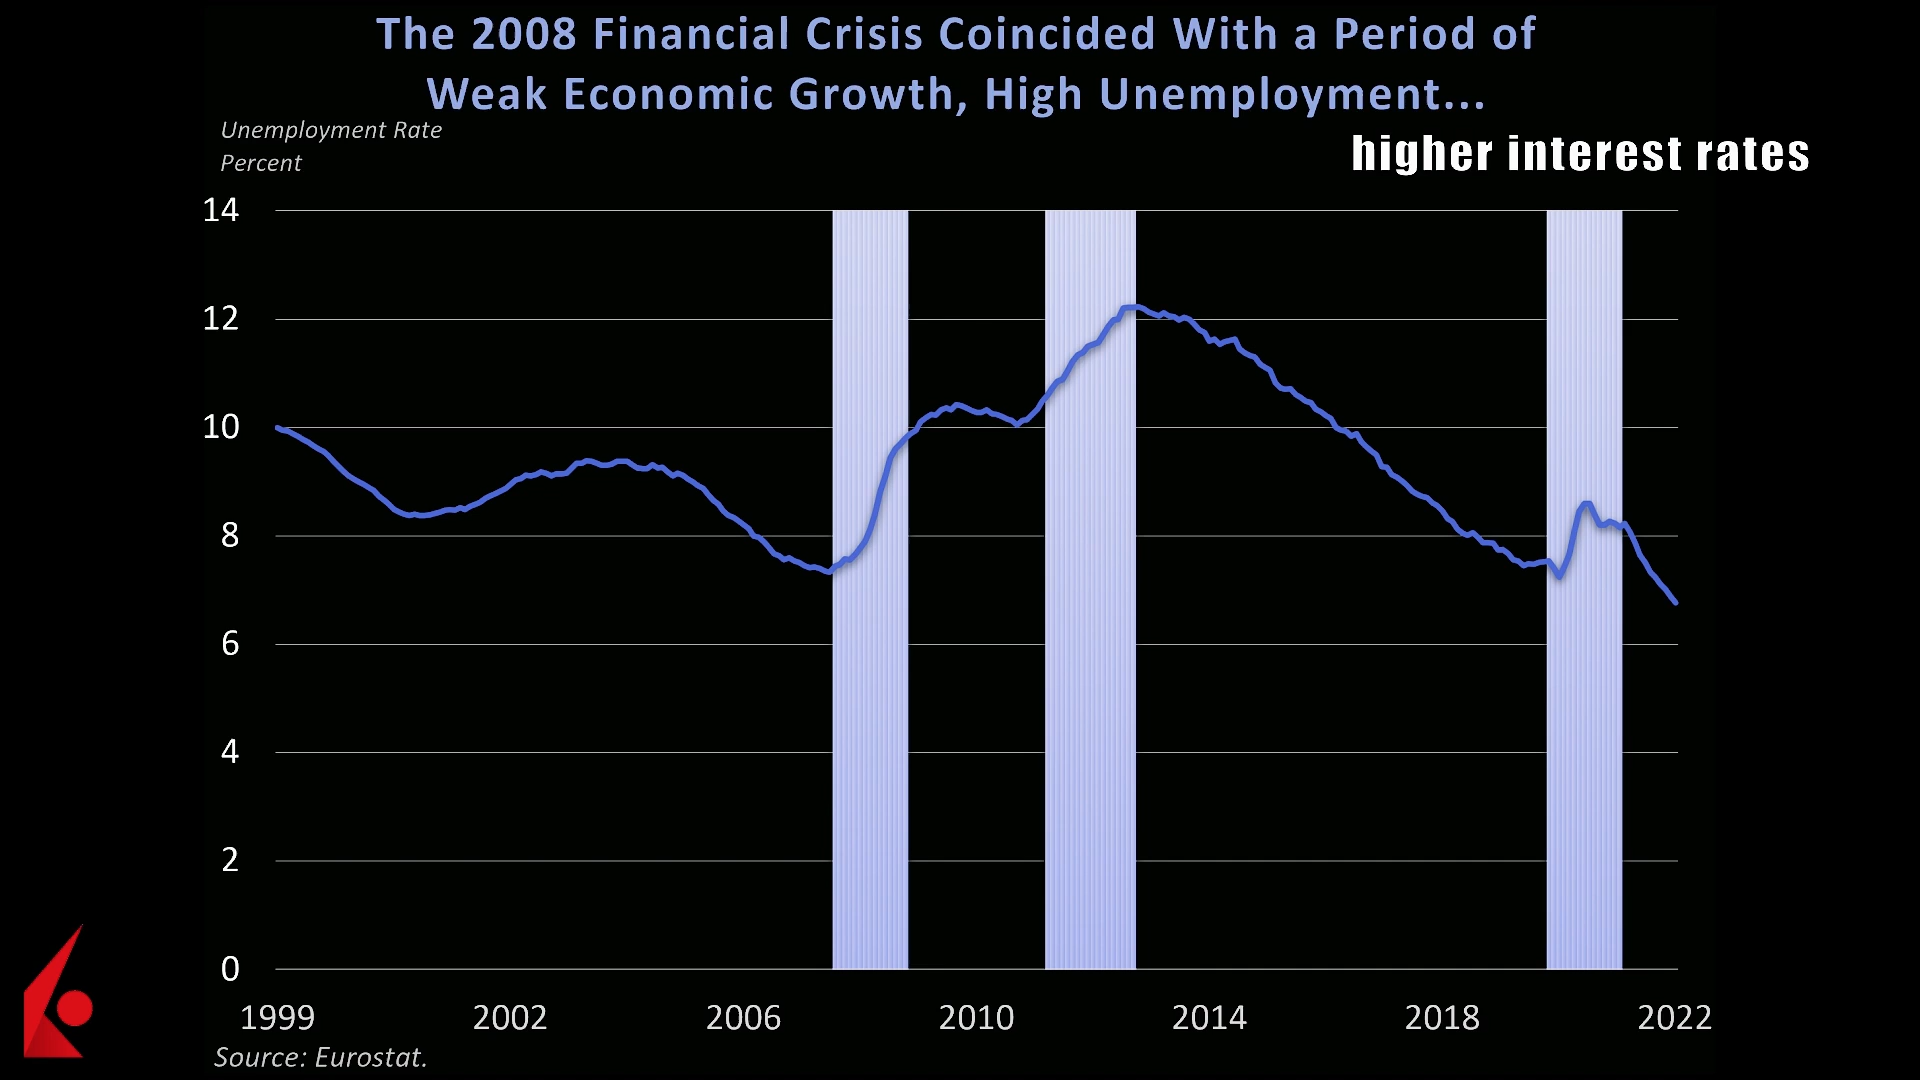 The 2008 Financial Crisis Coincided With a Period of
Weak Economic Growth, High Unemployment...
Unemployment Rate
Percent
higher interest rates
14
12
10
8
6
4
2
0
1999 2002 2006 2010 2014 2018 2022
Source: Eurostat.